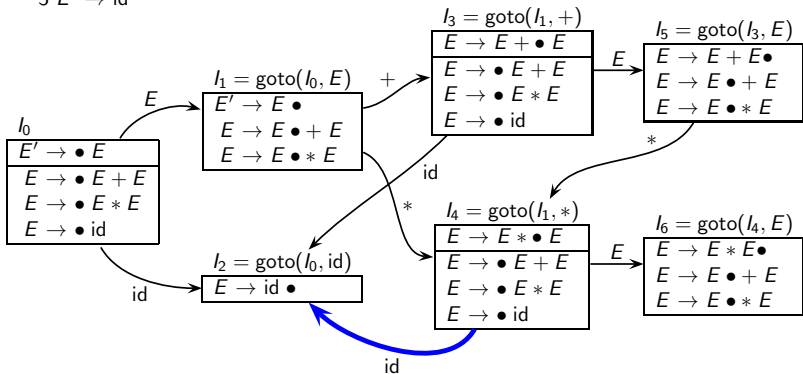 3 E → id
I0
E′ → • E
E → • E + E
E → • E ∗ E
E → • id
E
id
I1 = goto(I0, E)
E′ → E •
E → E • + E
E → E • ∗ E
+
∗
I2 = goto(I0, id)
E → id •
I3 = goto(I1, +)
E → E + • E
E → • E + E
E → • E ∗ E
E → • id
E
id
I4 = goto(I1, ∗)
E → E ∗ • E
E → • E + E
E → • E ∗ E
E → • id
E
id
I5 = goto(I3, E)
E → E + E•
E → E • + E
E → E • ∗ E
∗
I6 = goto(I4, E)
E → E ∗ E•
E → E • + E
E → E • ∗ E